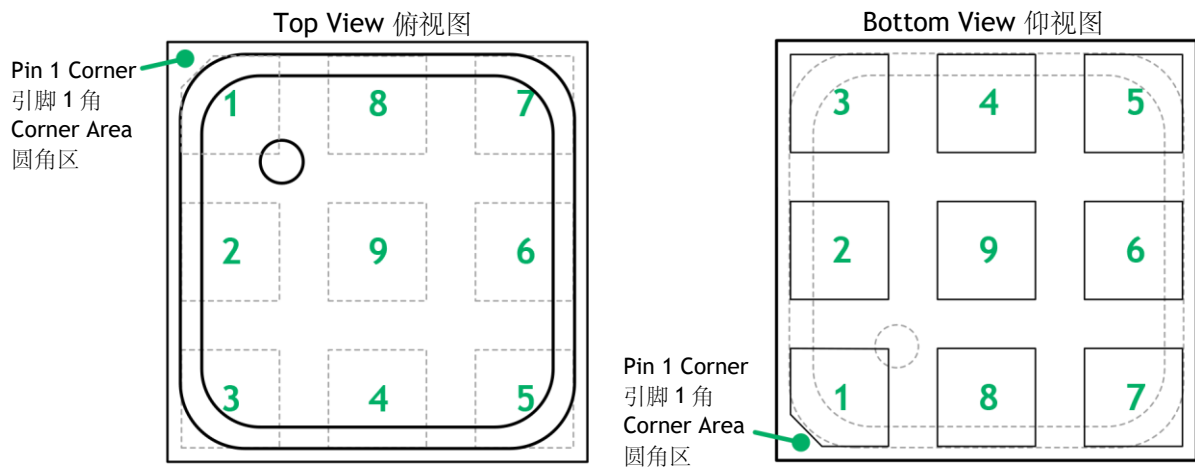 Top View 俯视图
Pin 1 Corner
引脚 1 角
Corner Area
圆角区
1 8 7
2 9 6
3 4 5
Bottom View 仰视图
3 4 5
2 9 6
1 8 7
Pin 1 Corner
引脚 1 角
Corner Area
圆角区